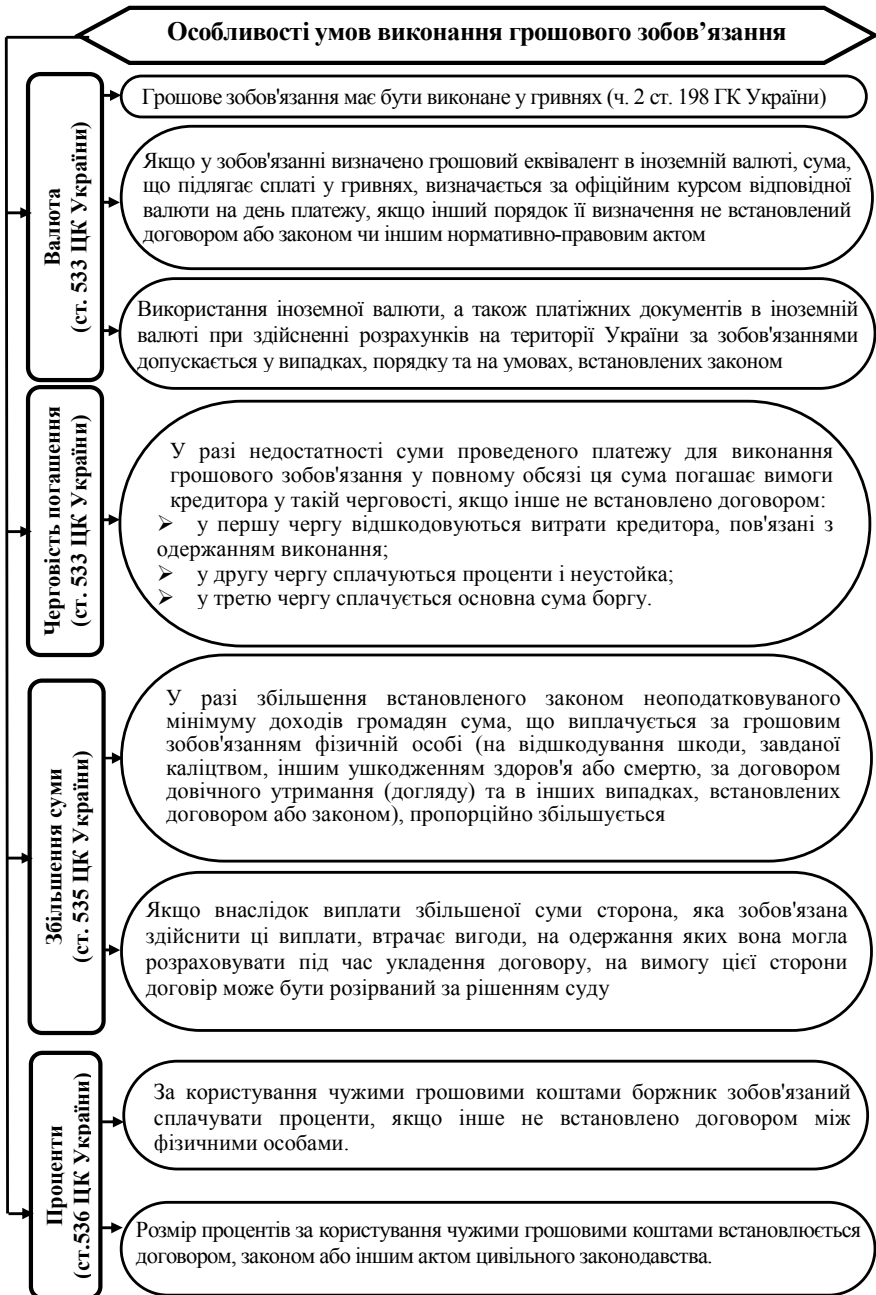 Особливості умов виконання грошового зобов’язання
Валюта
(ст. 533 ЦК України)
Грошове зобов'язання має бути виконане у гривнях (ч. 2 ст. 198 ГК України)
Якщо у зобов'язанні визначено грошовий еквівалент в іноземній валюті, сума,
що підлягає сплаті у гривнях, визначається за офіційним курсом відповідної
валюти на день платежу, якщо інший порядок її визначення не встановлений
договором або законом чи іншим нормативно-правовим актом
Використання іноземної валюти, а також платіжних документів в іноземній
валюті при здійсненні розрахунків на території України за зобов'язаннями
допускається у випадках, порядку та на умовах, встановлених законом
Черговість погашення
(ст. 533 ЦК України)
У разі недостатності суми проведеного платежу для виконання
грошового зобов'язання у повному обсязі ця сума погашає вимоги
кредитора у такій черговості, якщо інше не встановлено договором:
➢ у першу чергу відшкодовуються витрати кредитора, пов'язані з
одержанням виконання;
➢ у другу чергу сплачуються проценти і неустойка;
➢ у третю чергу сплачується основна сума боргу.
Збільшення суми
(ст. 535 ЦК України)
У разі збільшення встановленого законом неоподатковуваного
мінімуму доходів громадян сума, що виплачується за грошовим
зобов'язанням фізичній особі (на відшкодування шкоди, завданої
каліцтвом, іншим ушкодженням здоров'я або смертю, за договором
довічного утримання (догляду) та в інших випадках, встановлених
договором або законом), пропорційно збільшується
Якщо внаслідок виплати збільшеної суми сторона, яка зобов'язана
здійснити ці виплати, втрачає вигоди, на одержання яких вона могла
розраховувати під час укладення договору, на вимогу цієї сторони
договір може бути розірваний за рішенням суду
Проценти
(ст.536 ЦК України)
За користування чужими грошовими коштами боржник зобов'язаний
сплачувати проценти, якщо інше не встановлено договором між
фізичними особами.
Розмір процентів за користування чужими грошовими коштами встановлюється
договором, законом або іншим актом цивільного законодавства.